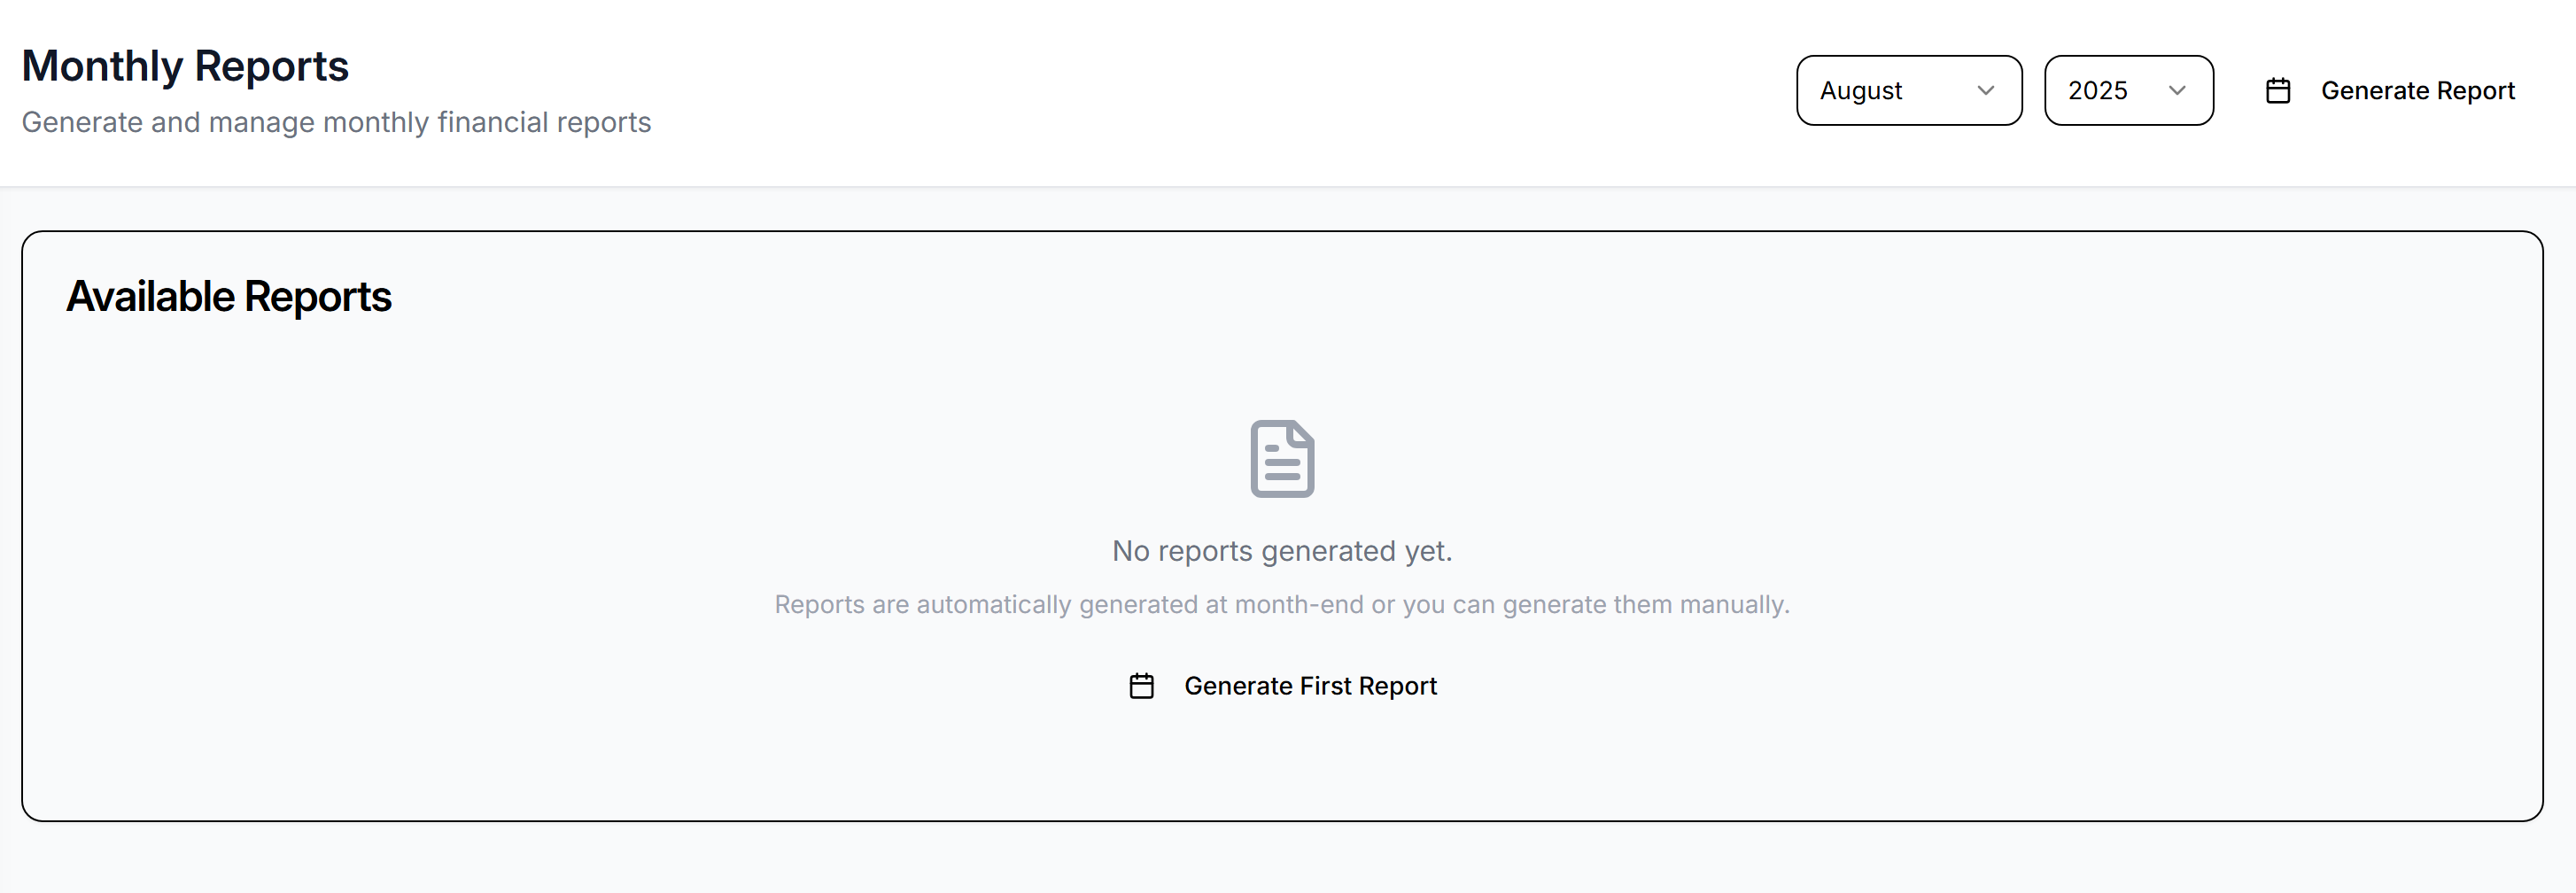 Monthly Reports
Generate and manage monthly financial reports
August
2025
Generate Report
Available Reports
No reports generated yet.
Reports are automatically generated at month-end or you can generate them manually.
Generate First Report